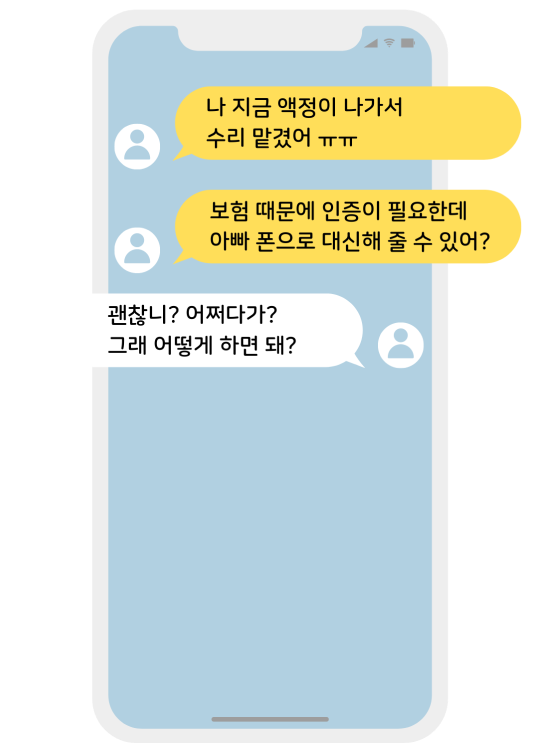 나 지금 액정이 나가서
수리 맡겼어 ㅠㅠ
보험 때문에 인증이 필요한데
아빠 폰으로 대신해 줄 수 있어?
괜찮니? 어쩌다가?
그래 어떻게 하면 돼?